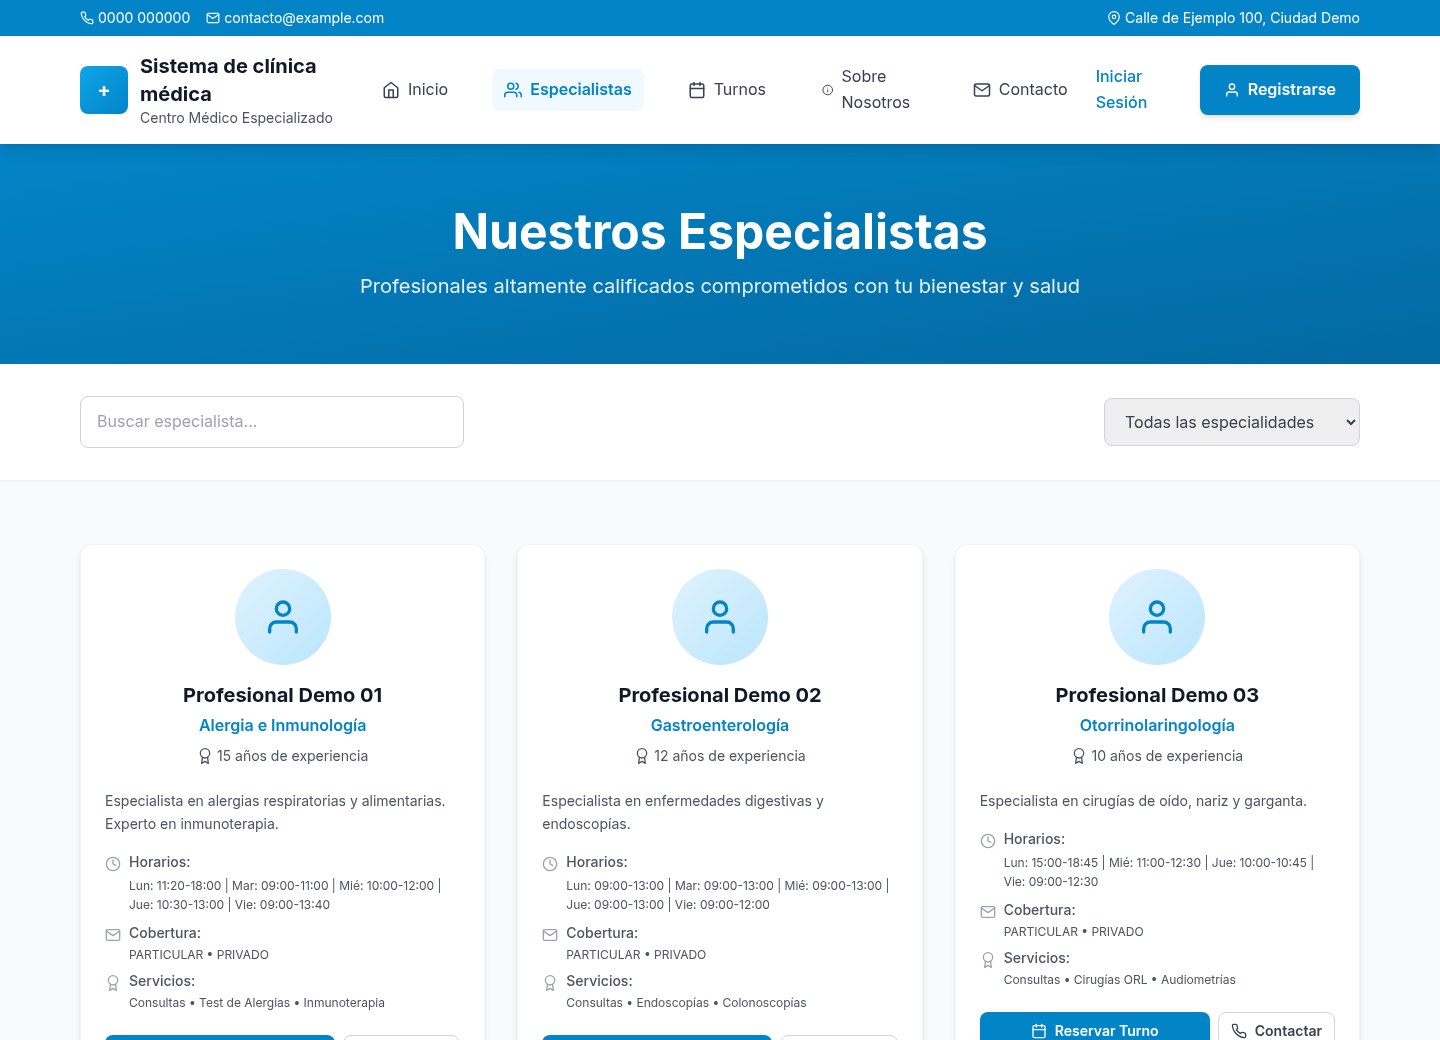 0000 000000
contacto@example.com
Calle de Ejemplo 100, Ciudad Demo
+
Sistema de clínica
médica
Centro Médico Especializado
Inicio
Especialistas
Turnos
Sobre
Nosotros
Contacto
Iniciar
Sesión
Registrarse
Nuestros Especialistas
Profesionales altamente calificados comprometidos con tu bienestar y salud
Buscar especialista...
Todas las especialidades
Profesional Demo 01
Alergia e Inmunología
15 años de experiencia
Especialista en alergias respiratorias y alimentarias.
Experto en inmunoterapia.
Horarios:
Lun: 11:20-18:00 | Mar: 09:00-11:00 | Mié: 10:00-12:00 |
Jue: 10:30-13:00 | Vie: 09:00-13:40
Cobertura:
PARTICULAR • PRIVADO
Servicios:
Consultas • Test de Alergias • Inmunoterapia
Profesional Demo 02
Gastroenterología
12 años de experiencia
Especialista en enfermedades digestivas y
endoscopías.
Horarios:
Lun: 09:00-13:00 | Mar: 09:00-13:00 | Mié: 09:00-13:00 |
Jue: 09:00-13:00 | Vie: 09:00-12:00
Cobertura:
PARTICULAR • PRIVADO
Servicios:
Consultas • Endoscopías • Colonoscopías
Profesional Demo 03
Otorrinolaringología
10 años de experiencia
Especialista en cirugías de oído, nariz y garganta.
Horarios:
Lun: 15:00-18:45 | Mié: 11:00-12:30 | Jue: 10:00-10:45 |
Vie: 09:00-12:30
Cobertura:
PARTICULAR • PRIVADO
Servicios:
Consultas • Cirugías ORL • Audiometrías
Reservar Turno
Contactar